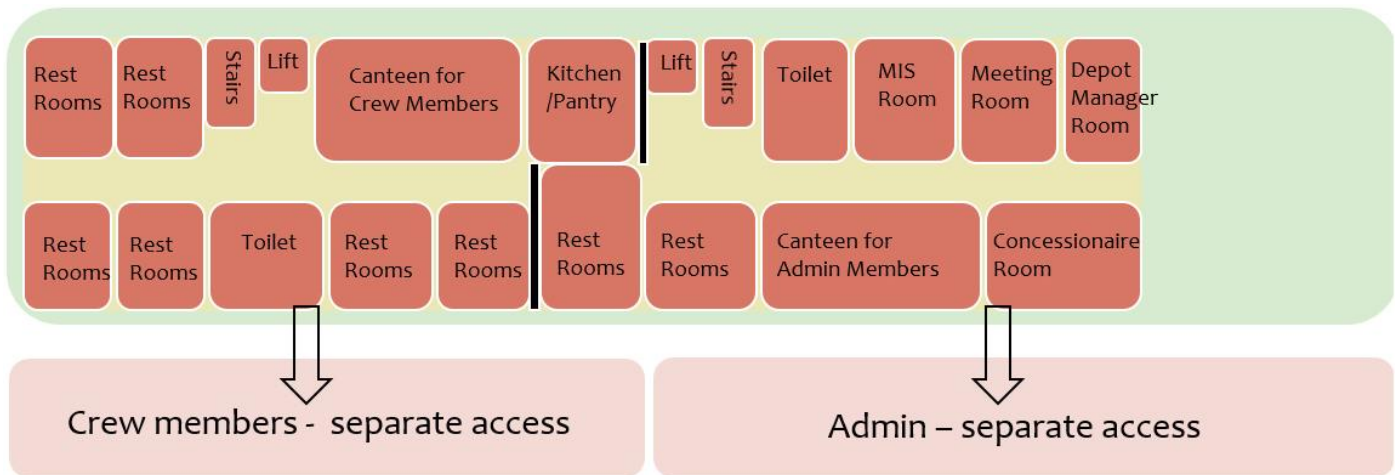 Rest
Rooms
Rest
Rooms
Stairs
Lift
Canteen for
Crew Members
Kitchen
/Pantry
Lift
Stairs
Toilet
MIS
Room
Meeting
Room
Depot
Manager
Room
Rest
Rooms
Rest
Rooms
Toilet
Rest
Rooms
Rest
Rooms
Rest
Rooms
Rest
Rooms
Canteen for
Admin Members
Concessionaire
Room
Crew members - separate access
Admin – separate access